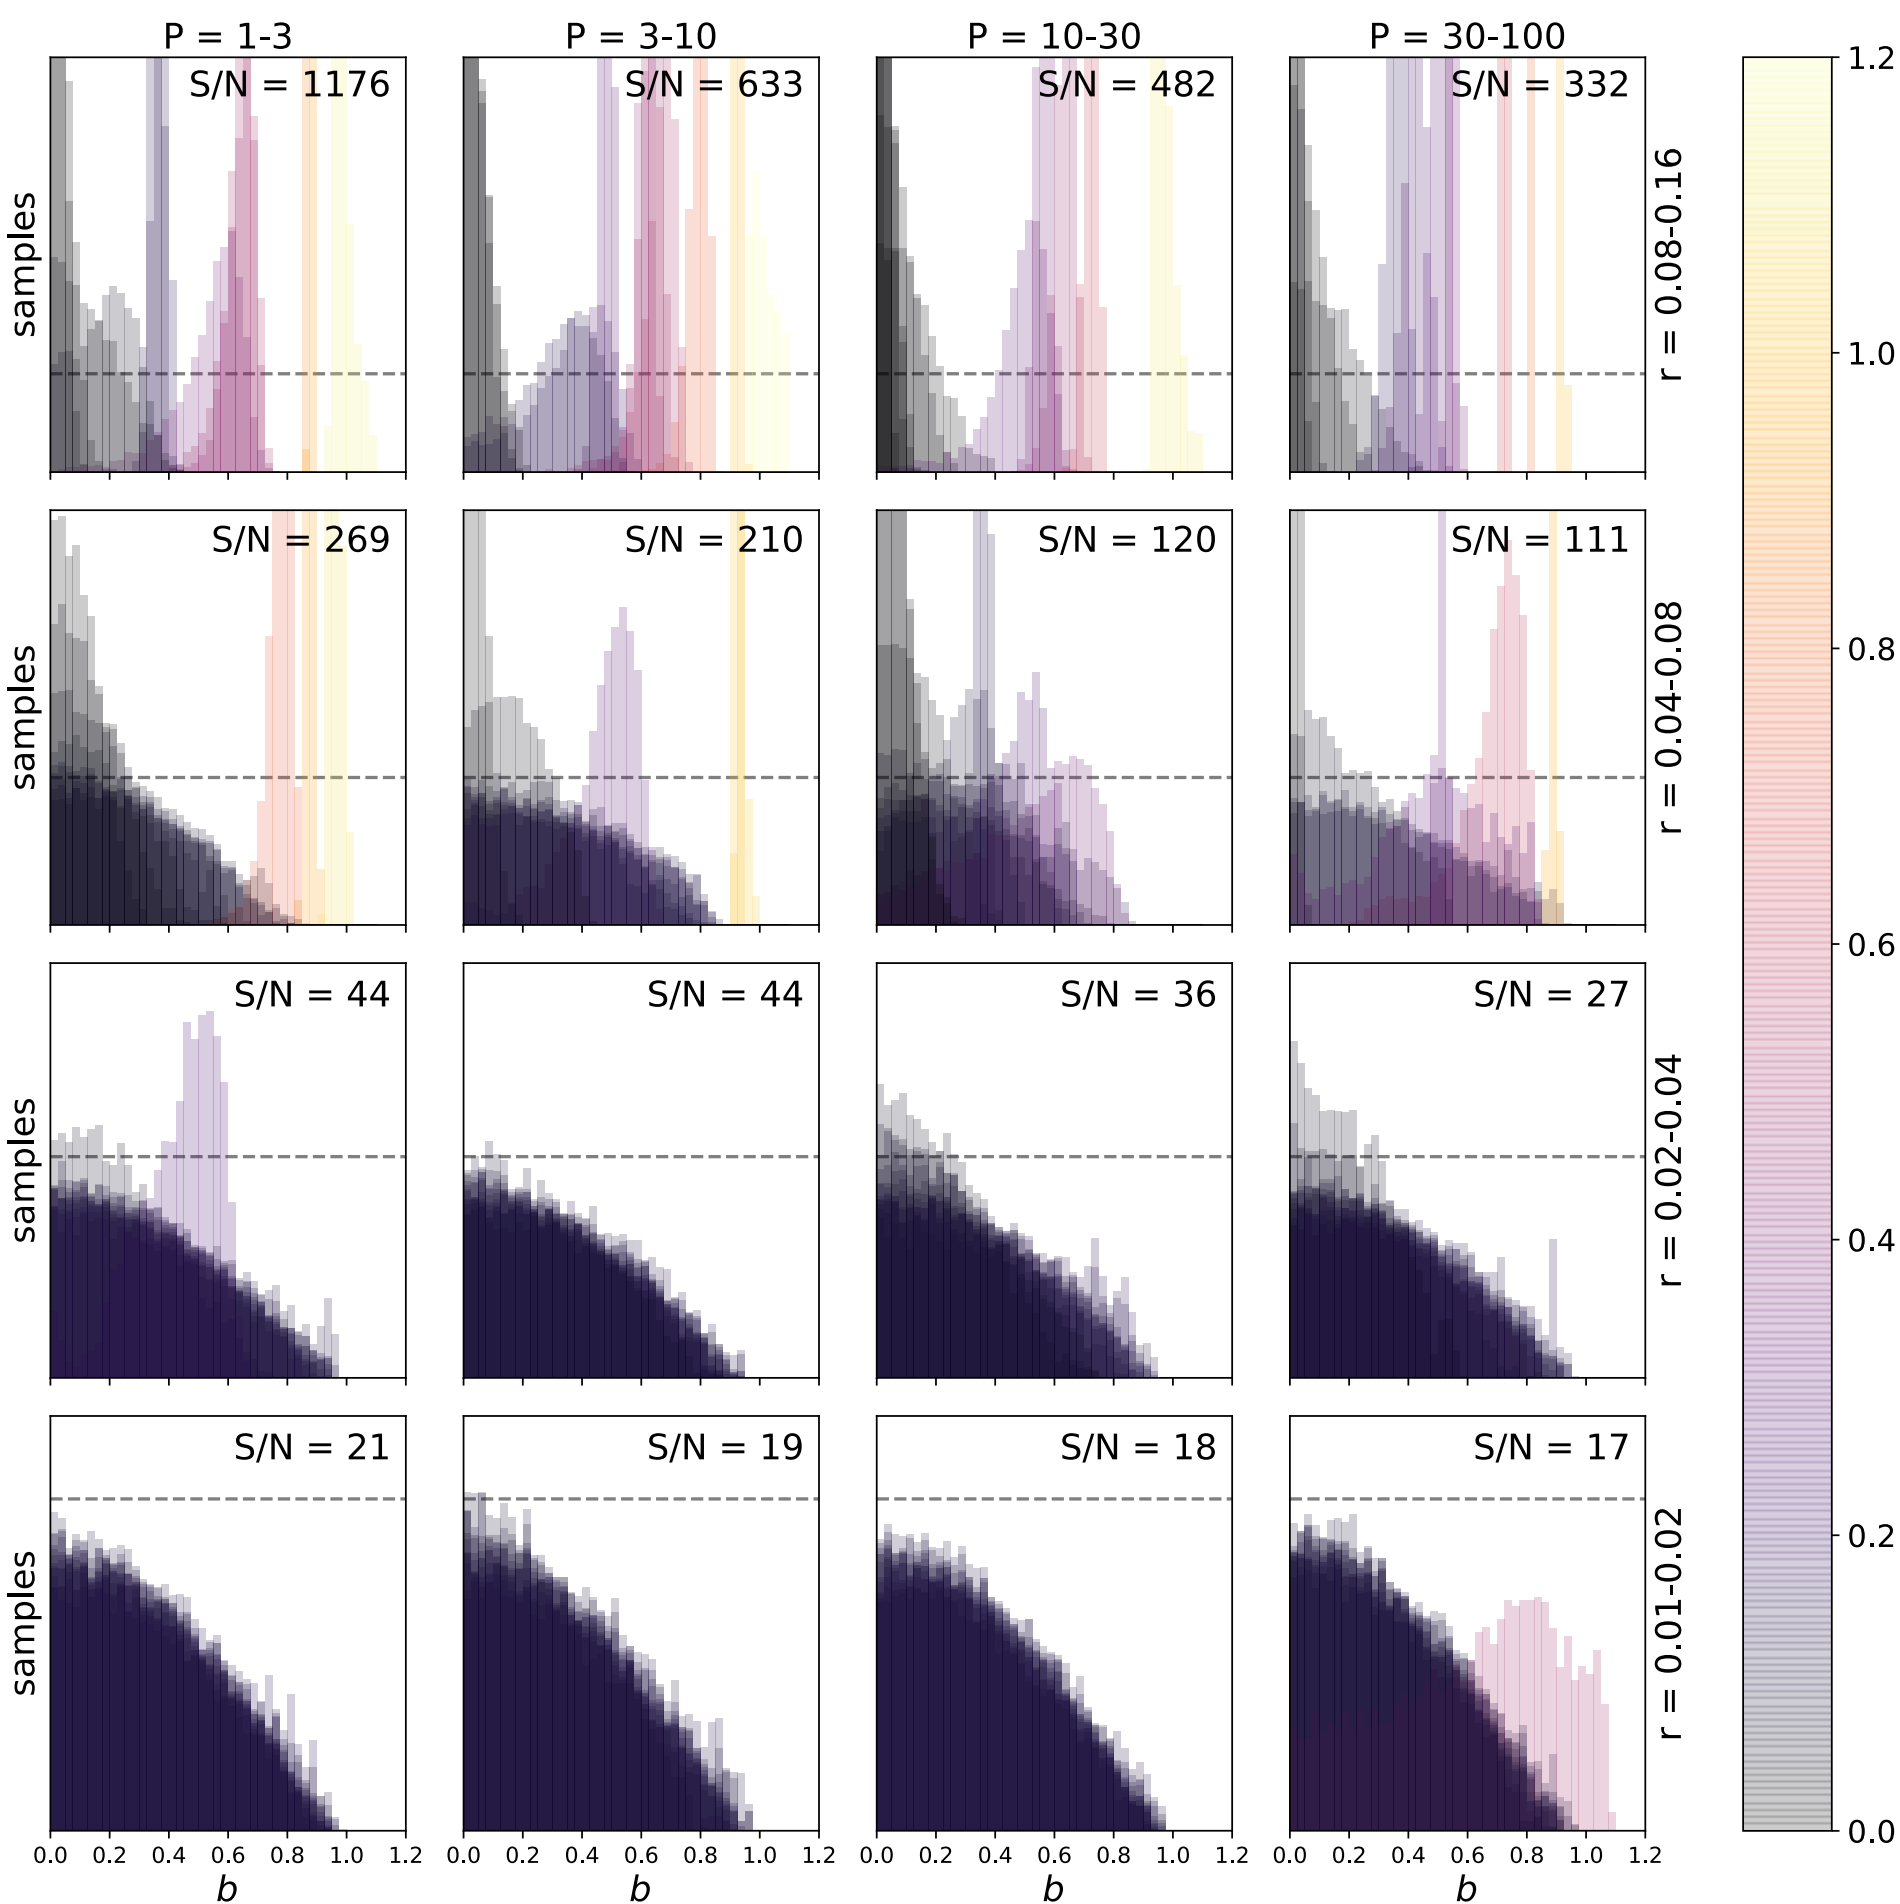 P = 1-3
P = 3-10
P = 10-30
P = 30-100
samples
S/N = 1176
S/N = 633
S/N = 482
S/N = 332
r = 0.08-0.16
samples
S/N = 269
S/N = 210
S/N = 120
S/N = 111
r = 0.04-0.08
samples
S/N = 44
S/N = 44
S/N = 36
S/N = 27
r = 0.02-0.04
samples
S/N = 21
S/N = 19
S/N = 18
S/N = 17
r = 0.01-0.02
0.0 0.2 0.4 0.6 0.8 1.0 1.2
0.0 0.2 0.4 0.6 0.8 1.0 1.2
0.0 0.2 0.4 0.6 0.8 1.0 1.2
0.0 0.2 0.4 0.6 0.8 1.0 1.2
b
b
b
b
1.2
1.0
0.8
0.6
0.4
0.2
0.0